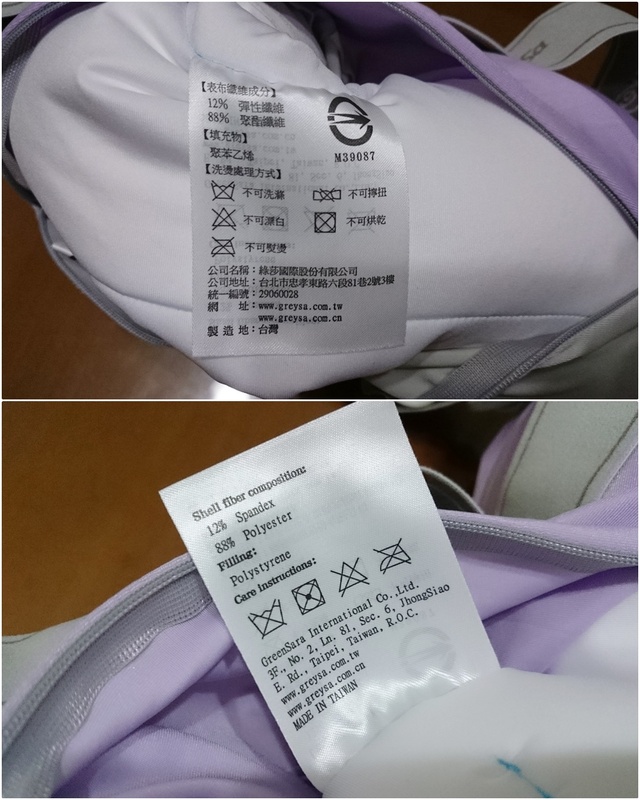 【表布纖維成分】
12% 彈性纖維
88% 聚酯纖維
【填充物】
聚苯乙烯
M39087
【洗燙處理方式】
不可洗滌 不可擰扭
不可漂白 不可烘乾
不可熨燙
公司名稱：綠莎國際股份有限公司
公司地址：台北市忠孝東路六段81巷2號3樓
統一編號：29060028
網 址：www.greysa.com.tw
www.greysa.com.cn
製 造 地：台灣
Shell fiber composition:
12% Spandex
88% Polyester
Filling:
Polystyrene
Care instructions:
GreenSara International Co.,Ltd.
3F., No. 2, Ln. 81, Sec. 6, JhongSiao
E. Rd., Taipei, Taiwan, R.O.C.
www.greysa.com.tw
www.greysa.com.cn
MADE IN TAIWAN